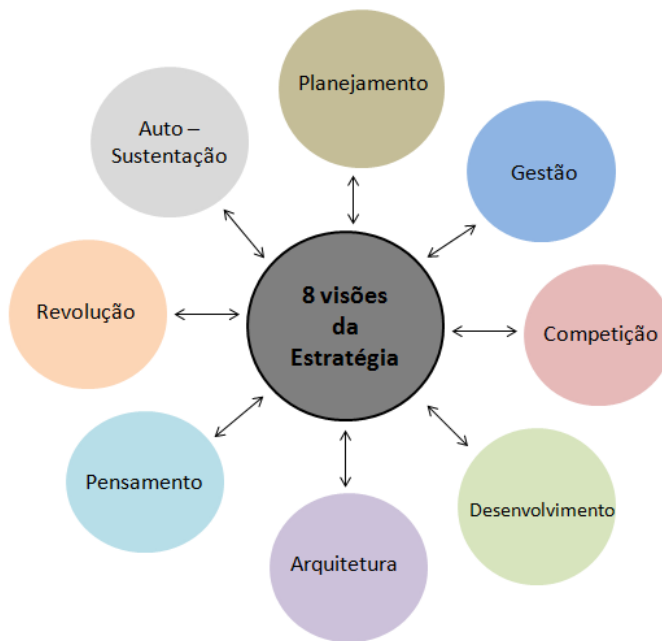 Planejamento
Auto –
Sustentação
Gestão
8 visões
da
Estratégia
Revolução
Competição
Pensamento
Desenvolvimento
Arquitetura